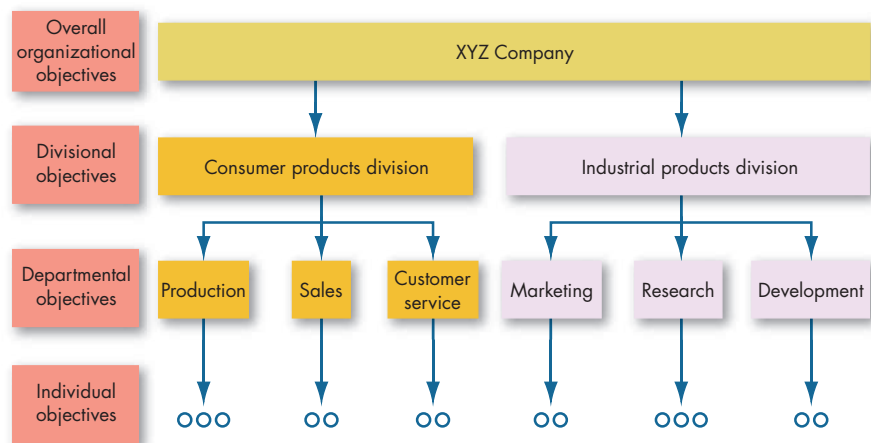 Overall
organizational
objectives
XYZ Company
Divisional
objectives
Consumer products division
Industrial products division
Departmental
objectives
Production
Sales
Customer
service
Marketing
Research
Development
Individual
objectives